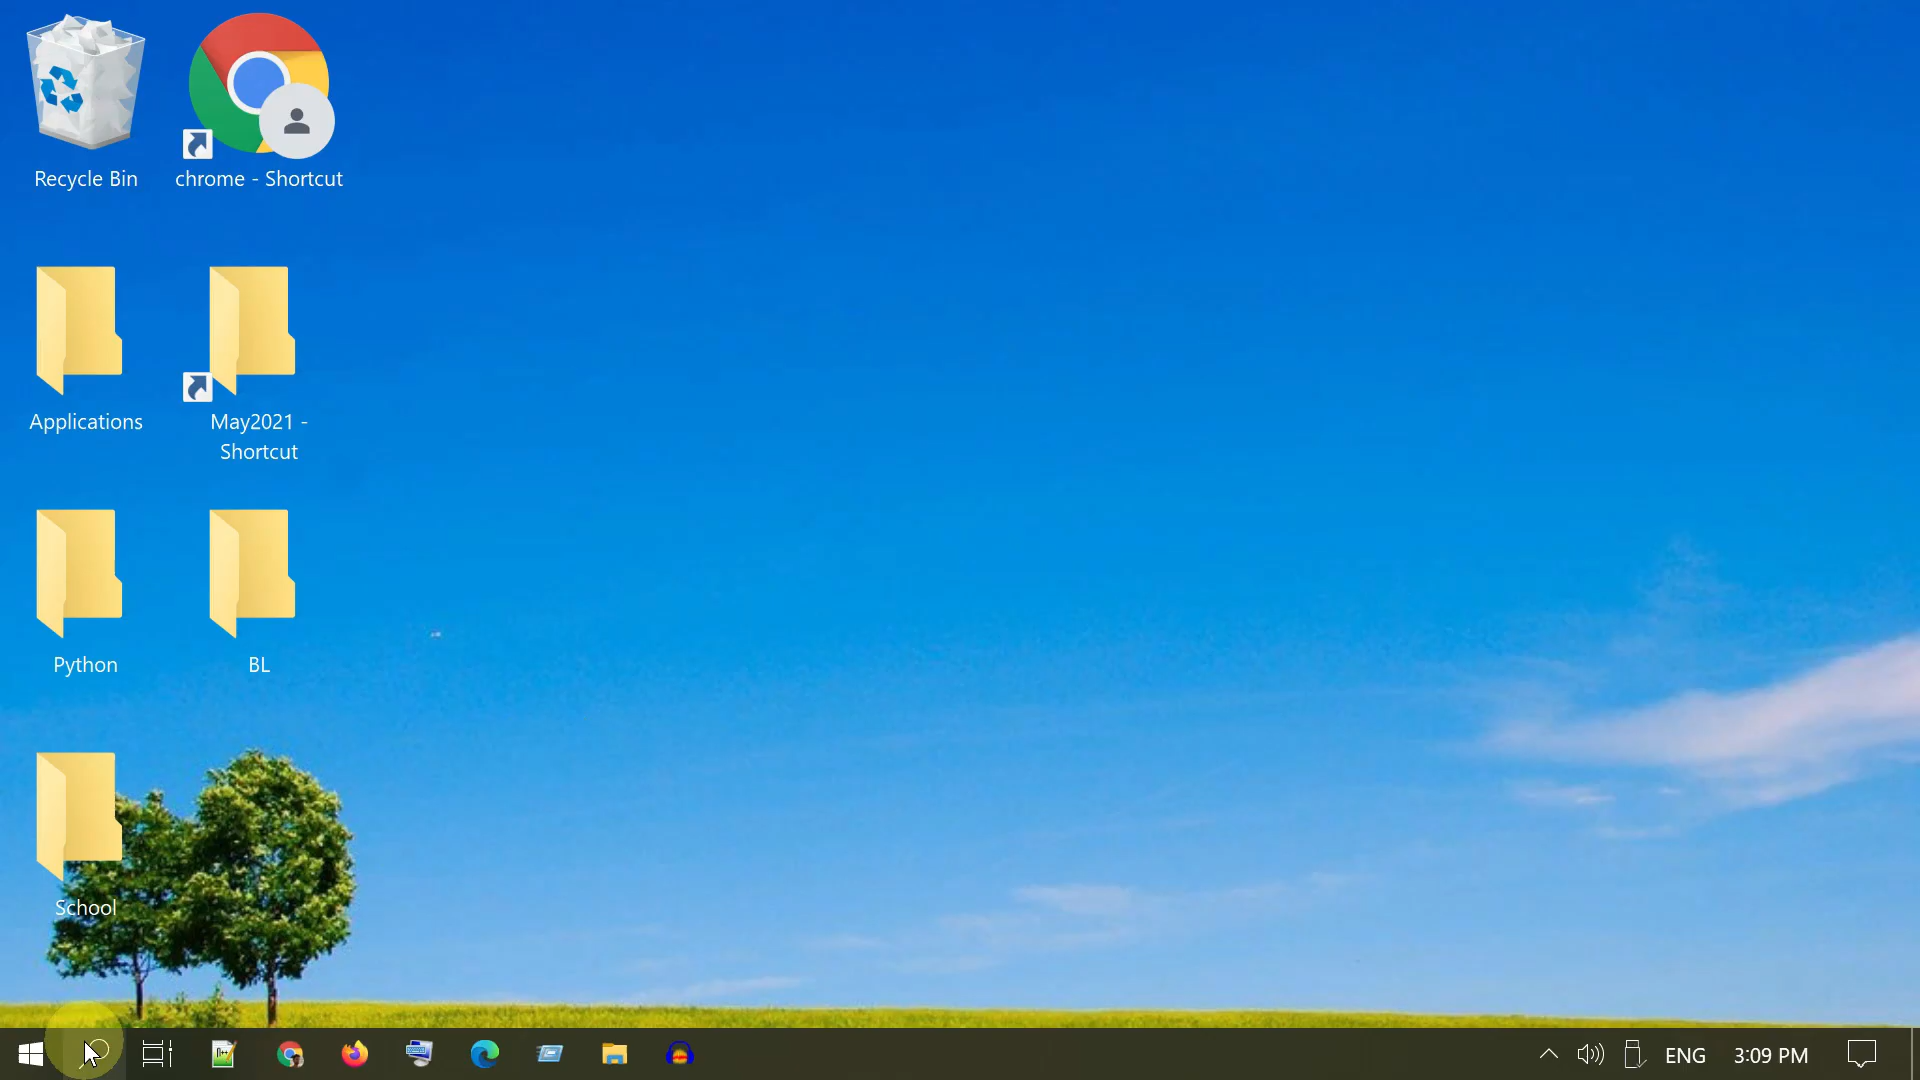 Recycle Bin
chrome - Shortcut
Applications
May2021 -
Shortcut
Python
BL
School
ENG
3:09 PM